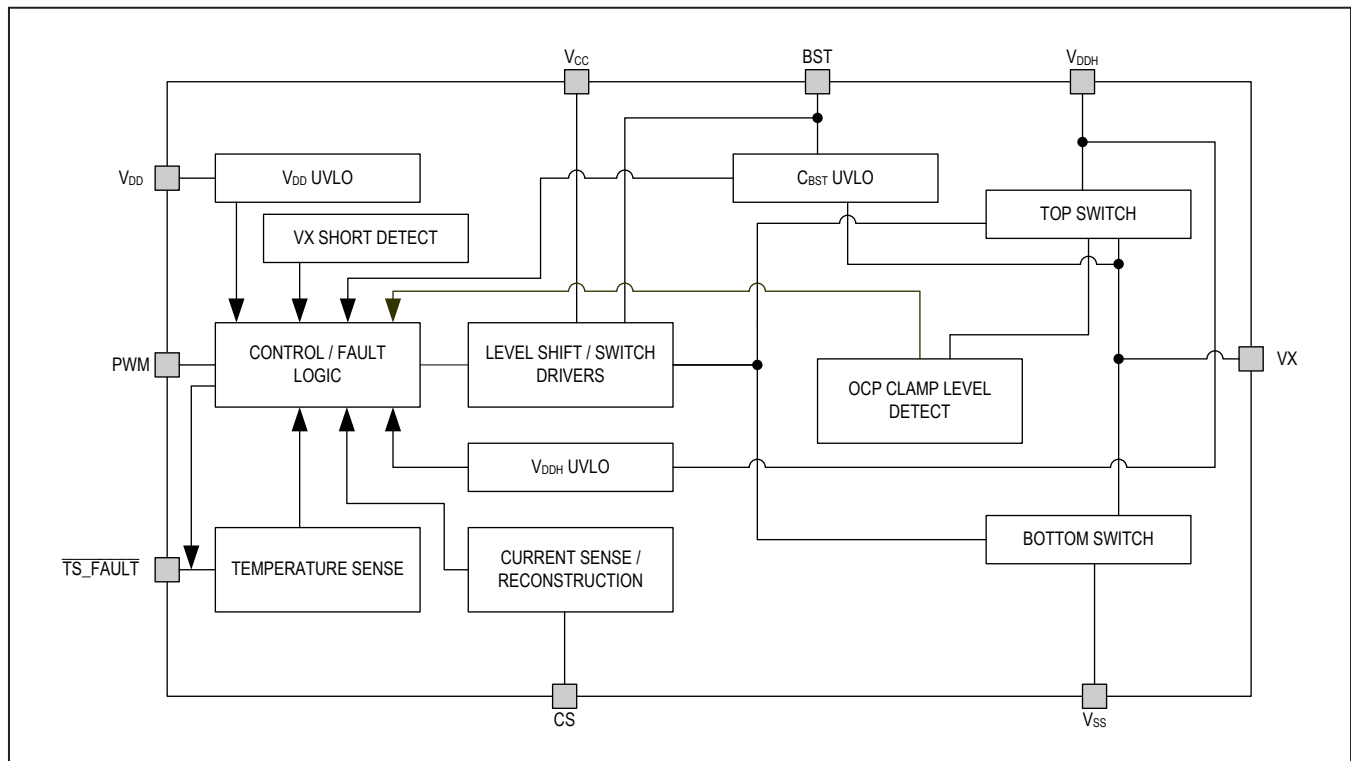 VCC
BST
VDDH
VDD
VDD UVLO
CBST UVLO
TOP SWITCH
VX SHORT DETECT
PWM
CONTROL / FAULT
LOGIC
LEVEL SHIFT / SWITCH
DRIVERS
OCP CLAMP LEVEL
DETECT
VX
VDDH UVLO
TS_FAULT
TEMPERATURE SENSE
CURRENT SENSE /
RECONSTRUCTION
BOTTOM SWITCH
CS
VSS